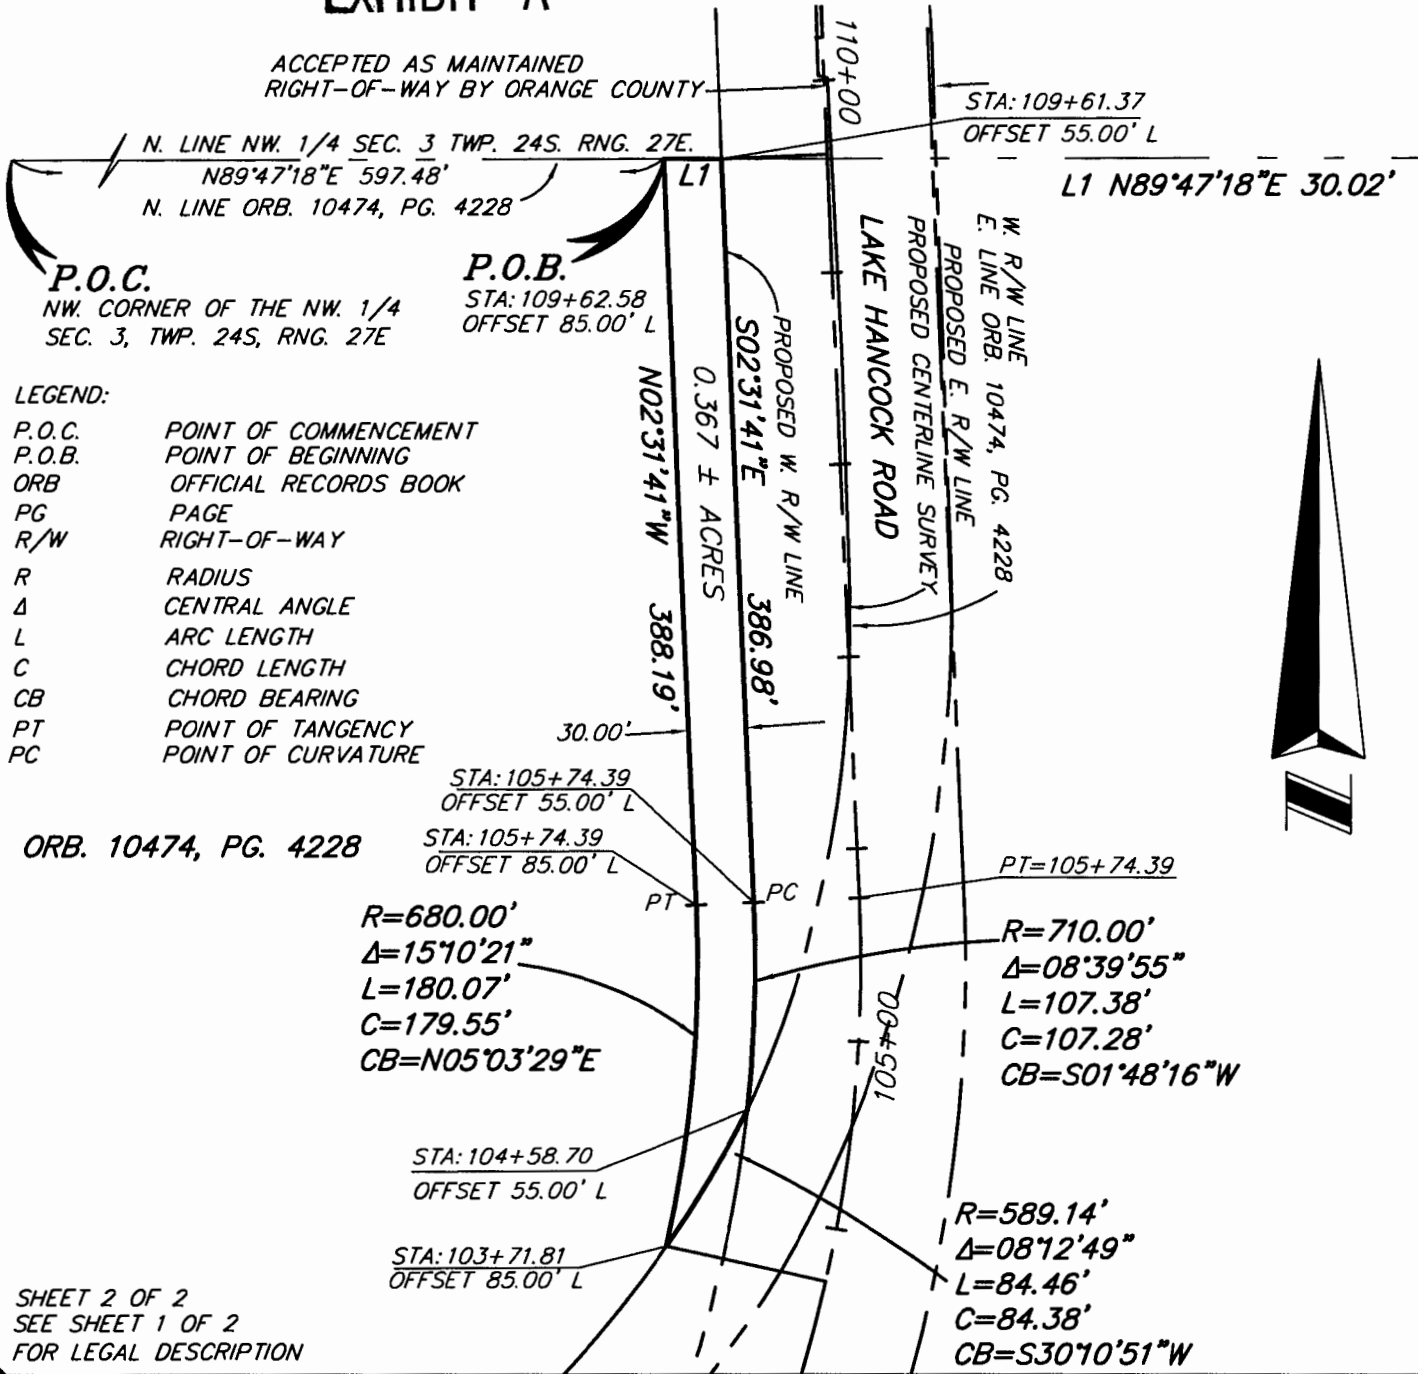 EXHIBIT "A"
ACCEPTED AS MAINTAINED
RIGHT-OF-WAY BY ORANGE COUNTY
110+00
STA: 109+61.37
OFFSET 55.00' L
N. LINE NW. 1/4 SEC. 3 TWP. 24S. RNG. 27E.
N89°47'18"E 597.48'
N. LINE ORB. 10474, PG. 4228
L1
L1 N89°47'18"E 30.02'
P.O.C.
NW. CORNER OF THE NW. 1/4
SEC. 3, TWP. 24S, RNG. 27E
P.O.B.
STA: 109+62.58
OFFSET 85.00' L
N02°31'41"W 388.19'
0.367 ± ACRES
S02°31'41"E 386.98'
PROPOSED W. R/W LINE
LAKE HANCOCK ROAD
PROPOSED CENTERLINE SURVEY
PROPOSED E. R/W LINE
E. LINE ORB. 10474, PG. 4228
W. R/W LINE
LEGEND:
P.O.C. POINT OF COMMENCEMENT
P.O.B. POINT OF BEGINNING
ORB OFFICIAL RECORDS BOOK
PG PAGE
R/W RIGHT-OF-WAY
R RADIUS
Δ CENTRAL ANGLE
L ARC LENGTH
C CHORD LENGTH
CB CHORD BEARING
PT POINT OF TANGENCY
PC POINT OF CURVATURE
30.00'
STA: 105+74.39
OFFSET 55.00' L
STA: 105+74.39
OFFSET 85.00' L
ORB. 10474, PG. 4228
PT
PC
PT=105+74.39
R=680.00'
Δ=15°10'21"
L=180.07'
C=179.55'
CB=N05°03'29"E
R=710.00'
Δ=08°39'55"
L=107.38'
C=107.28'
CB=S01°48'16"W
105+00
STA: 104+58.70
OFFSET 55.00' L
STA: 103+71.81
OFFSET 85.00' L
R=589.14'
Δ=08°12'49"
L=84.46'
C=84.38'
CB=S30°10'51"W
N
SHEET 2 OF 2
SEE SHEET 1 OF 2
FOR LEGAL DESCRIPTION